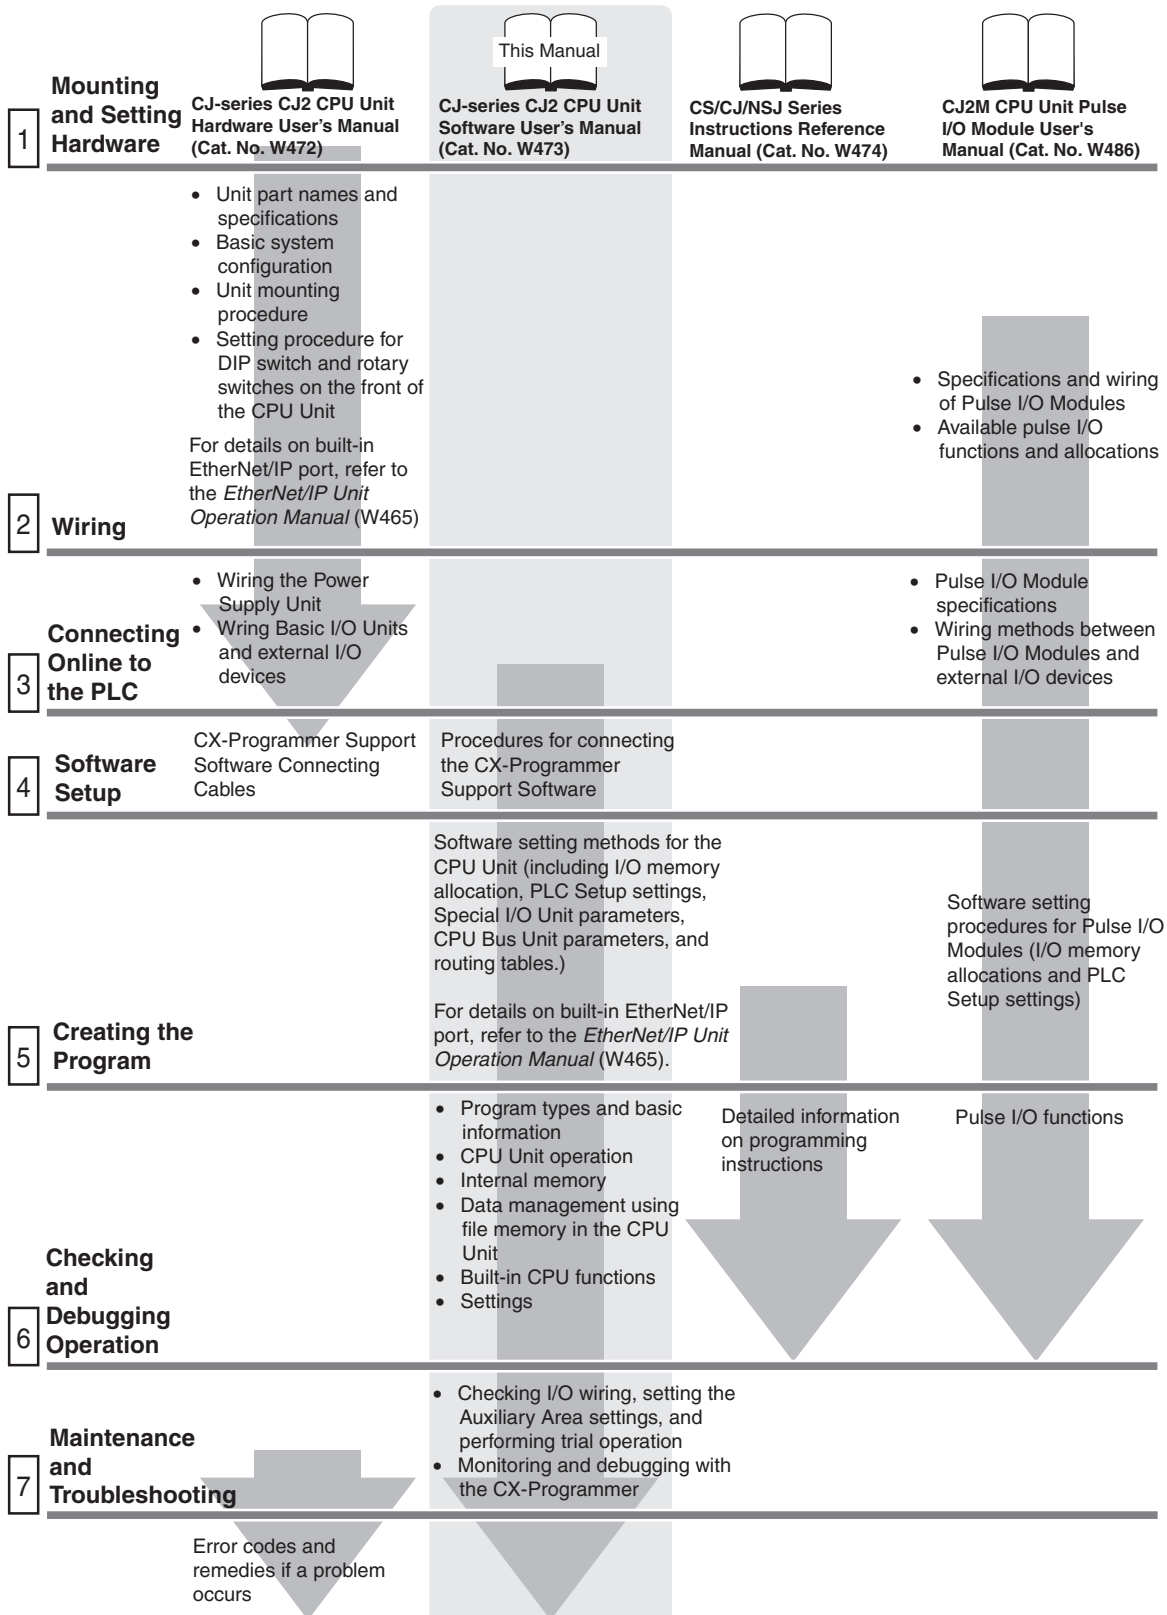 This Manual
CJ-series CJ2 CPU Unit
Hardware User's Manual
(Cat. No. W472)
CJ-series CJ2 CPU Unit
Software User's Manual
(Cat. No. W473)
CS/CJ/NSJ Series
Instructions Reference
Manual (Cat. No. W474)
CJ2M CPU Unit Pulse
I/O Module User's
Manual (Cat. No. W486)
1
Mounting
and Setting
Hardware
• Unit part names and
specifications
• Basic system
configuration
• Unit mounting
procedure
• Setting procedure for
DIP switch and rotary
switches on the front of
the CPU Unit
For details on built-in
EtherNet/IP port, refer to
the EtherNet/IP Unit
Operation Manual (W465)
• Specifications and wiring
of Pulse I/O Modules
• Available pulse I/O
functions and allocations
2
Wiring
• Wiring the Power
Supply Unit
• Wring Basic I/O Units
and external I/O
devices
• Pulse I/O Module
specifications
• Wiring methods between
Pulse I/O Modules and
external I/O devices
3
Connecting
Online to
the PLC
CX-Programmer Support
Software Connecting
Cables
Procedures for connecting
the CX-Programmer
Support Software
4
Software
Setup
Software setting methods for the
CPU Unit (including I/O memory
allocation, PLC Setup settings,
Special I/O Unit parameters,
CPU Bus Unit parameters, and
routing tables.)
For details on built-in EtherNet/IP
port, refer to the EtherNet/IP Unit
Operation Manual (W465).
Software setting
procedures for Pulse I/O
Modules (I/O memory
allocations and PLC
Setup settings)
5
Creating the
Program
• Program types and basic
information
• CPU Unit operation
• Internal memory
• Data management using
file memory in the CPU
Unit
• Built-in CPU functions
• Settings
Detailed information
on programming
instructions
Pulse I/O functions
6
Checking
and
Debugging
Operation
• Checking I/O wiring, setting the
Auxiliary Area settings, and
performing trial operation
• Monitoring and debugging with
the CX-Programmer
7
Maintenance
and
Troubleshooting
Error codes and
remedies if a problem
occurs